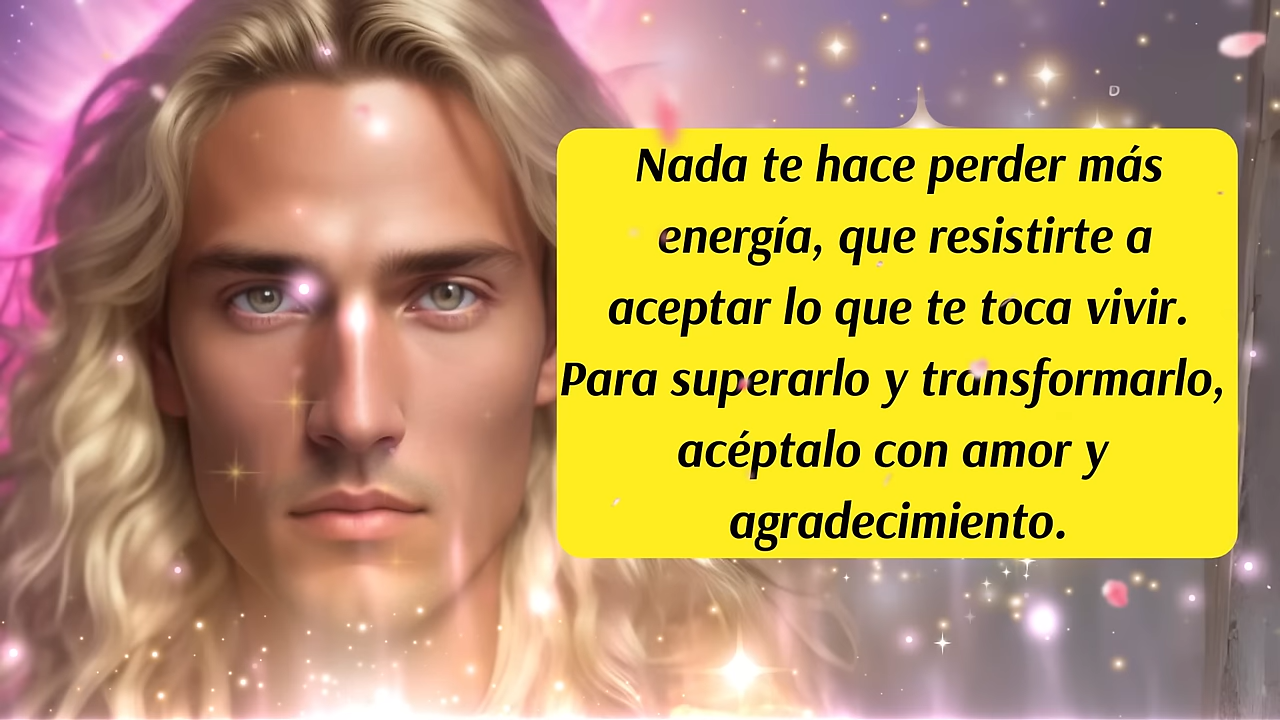 Nada te hace perder más
energía, que resistirte a
aceptar lo que te toca vivir.
Para superarlo y transformarlo,
acéptalo con amor y
agradecimiento.